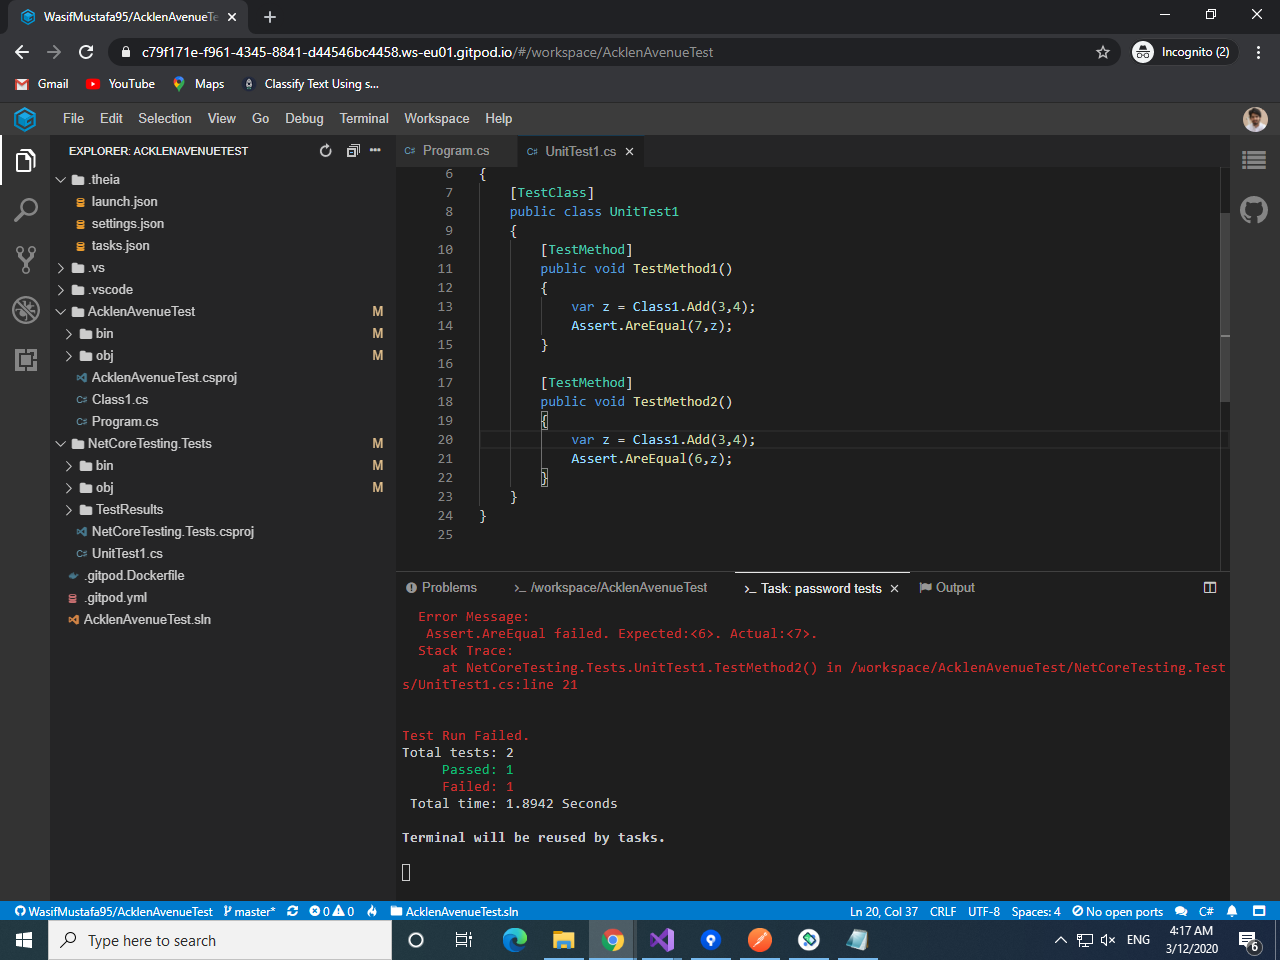 WasifMustafa95/AcklenAvenueTe
c79f171e-f961-4345-8841-d44546bc4458.ws-eu01.gitpod.io/#/workspace/AcklenAvenueTest
Incognito (2)
Gmail YouTube Maps Classify Text Using s...
File Edit Selection View Go Debug Terminal Workspace Help
EXPLORER: ACKLENAVENUETEST
.theia
launch.json
settings.json
tasks.json
.vs
.vscode
AcklenAvenueTest M
bin M
obj M
AcklenAvenueTest.csproj
C# Class1.cs
C# Program.cs
NetCoreTesting.Tests M
bin M
obj M
TestResults
NetCoreTesting.Tests.csproj
C# UnitTest1.cs
.gitpod.Dockerfile
.gitpod.yml
AcklenAvenueTest.sln
C# Program.cs C# UnitTest1.cs
6 {
7 [TestClass]
8 public class UnitTest1
9 {
10 [TestMethod]
11 public void TestMethod1()
12 {
13 var z = Class1.Add(3,4);
14 Assert.AreEqual(7,z);
15 }
16
17 [TestMethod]
18 public void TestMethod2()
19 {
20 var z = Class1.Add(3,4);
21 Assert.AreEqual(6,z);
22 }
23 }
24 }
25
Problems >_ /workspace/AcklenAvenueTest >_ Task: password tests Output
Error Message:
Assert.AreEqual failed. Expected:<6>. Actual:<7>.
Stack Trace:
at NetCoreTesting.Tests.UnitTest1.TestMethod2() in /workspace/AcklenAvenueTest/NetCoreTesting.Test
s/UnitTest1.cs:line 21
Test Run Failed.
Total tests: 2
Passed: 1
Failed: 1
Total time: 1.8942 Seconds
Terminal will be reused by tasks.
WasifMustafa95/AcklenAvenueTest master* 0 0 AcklenAvenueTest.sln Ln 20, Col 37 CRLF UTF-8 Spaces: 4 No open ports C#
Type here to search
ENG
4:17 AM
3/12/2020
6